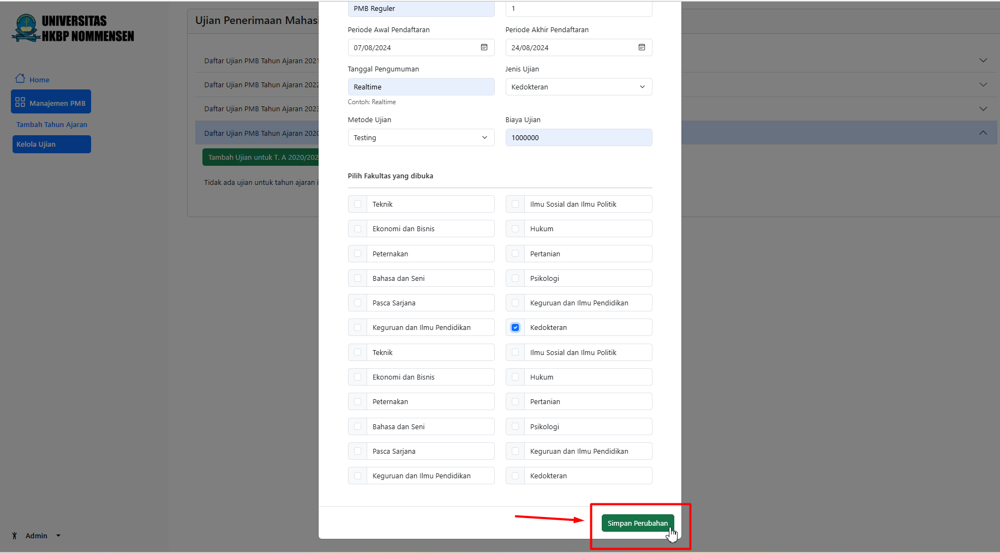 UNIVERSITAS
HKBP NOMMENSEN
Home
Manajemen PMB
Tambah Tahun Ajaran
Kelola Ujian
Admin
Ujian Penerimaan Mahasi
Daftar Ujian PMB Tahun Ajaran 2021
Daftar Ujian PMB Tahun Ajaran 2022
Daftar Ujian PMB Tahun Ajaran 2023
Daftar Ujian PMB Tahun Ajaran 2020
Tambah Ujian untuk T. A 2020/202
Tidak ada ujian untuk tahun ajaran i
PMB Reguler
1
Periode Awal Pendaftaran
Periode Akhir Pendaftaran
07/08/2024
24/08/2024
Tanggal Pengumuman
Jenis Ujian
Realtime
Kedokteran
Contoh: Realtime
Metode Ujian
Biaya Ujian
Testing
1000000
Pilih Fakultas yang dibuka
Teknik
Ilmu Sosial dan Ilmu Politik
Ekonomi dan Bisnis
Hukum
Peternakan
Pertanian
Bahasa dan Seni
Psikologi
Pasca Sarjana
Keguruan dan Ilmu Pendidikan
Keguruan dan Ilmu Pendidikan
Kedokteran
Teknik
Ilmu Sosial dan Ilmu Politik
Ekonomi dan Bisnis
Hukum
Peternakan
Pertanian
Bahasa dan Seni
Psikologi
Pasca Sarjana
Keguruan dan Ilmu Pendidikan
Keguruan dan Ilmu Pendidikan
Kedokteran
Simpan Perubahan